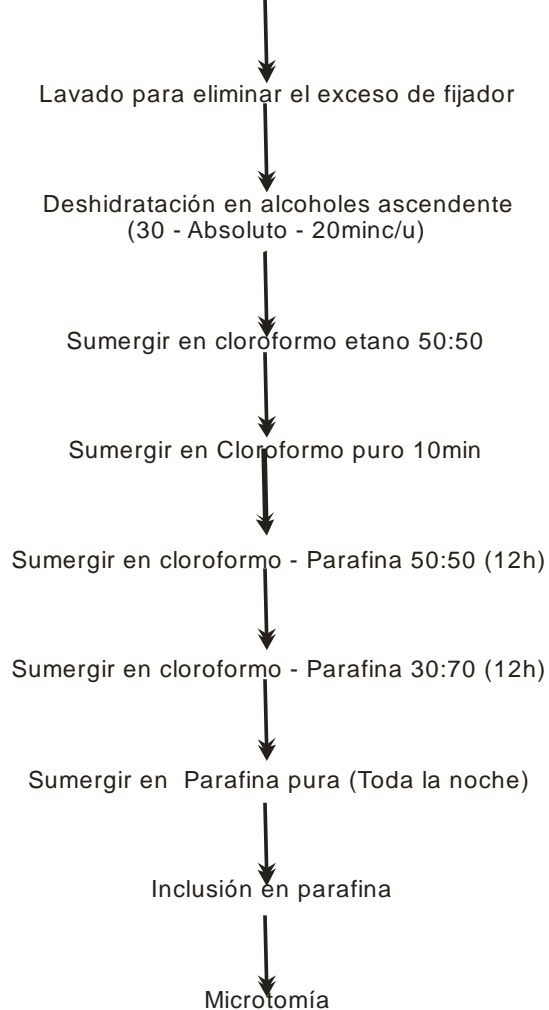 Lavado para eliminar el exceso de fijador
Deshidratación en alcoholes ascendente
(30 - Absoluto - 20minc/u)
Sumergir en cloroformo etano 50:50
Sumergir en Cloroformo puro 10min
Sumergir en cloroformo - Parafina 50:50 (12h)
Sumergir en cloroformo - Parafina 30:70 (12h)
Sumergir en Parafina pura (Toda la noche)
Inclusión en parafina
Microtomía